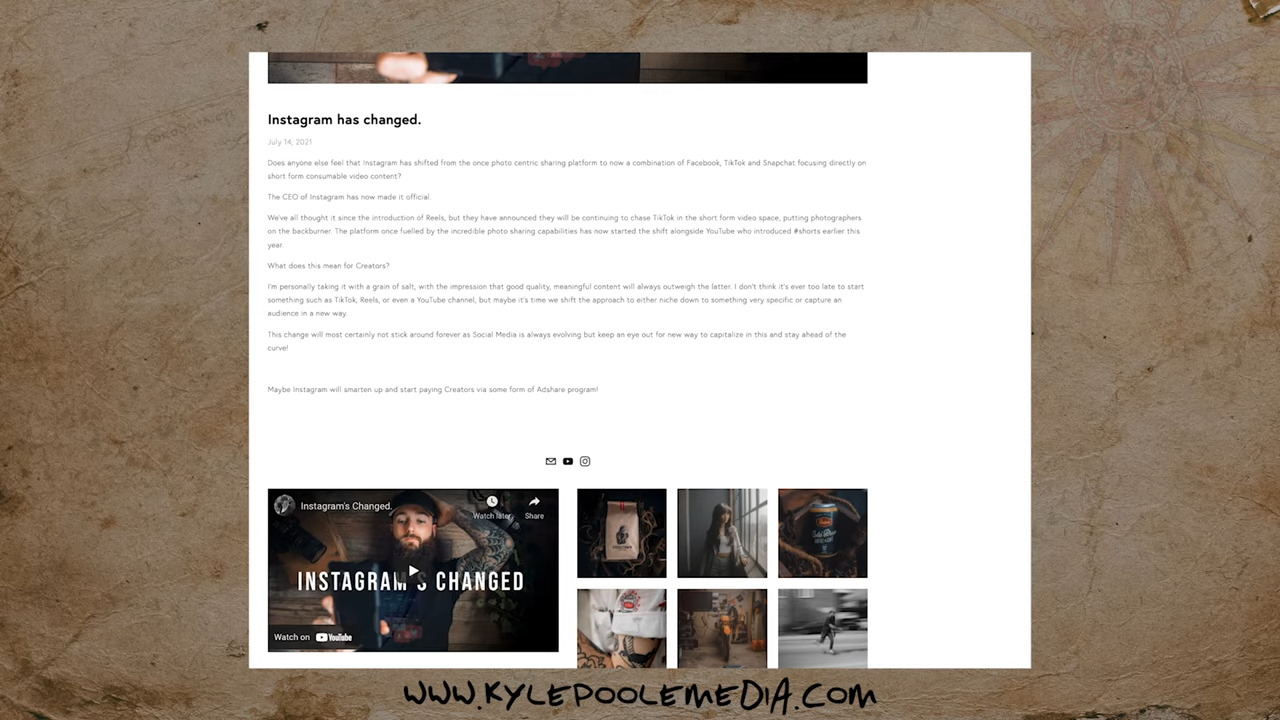 Instagram has changed.
July 14, 2021
Does anyone else feel that Instagram has shifted from the once photo centric sharing platform to now a combination of Facebook, TikTok and Snapchat focusing directly on
short form consumable video content?
The CEO of Instagram has now made it official.
We've all thought it since the introduction of Reels, but they have announced they will be continuing to chase TikTok in the short form video space, putting photographers
on the backburner. The platform once fuelled by the incredible photo sharing capabilities has now started the shift alongside YouTube who introduced #shorts earlier this
year.
What does this mean for Creators?
I'm personally taking it with a grain of salt, with the impression that good quality, meaningful content will always outweigh the latter. I don't think it's ever too late to start
something such as TikTok, Reels, or even a YouTube channel, but maybe it's time we shift the approach to either niche down to something very specific or capture an
audience in a new way.
This change will most certainly not stick around forever as Social Media is always evolving but keep an eye out for new way to capitalize in this and stay ahead of the
curve!
Maybe Instagram will smarten up and start paying Creators via some form of Adshare program!
Instagram's Changed.
Watch later
Share
INSTAGRAM'S CHANGED
Watch on YouTube
www.KYLEPOOLEMEDIA.COM